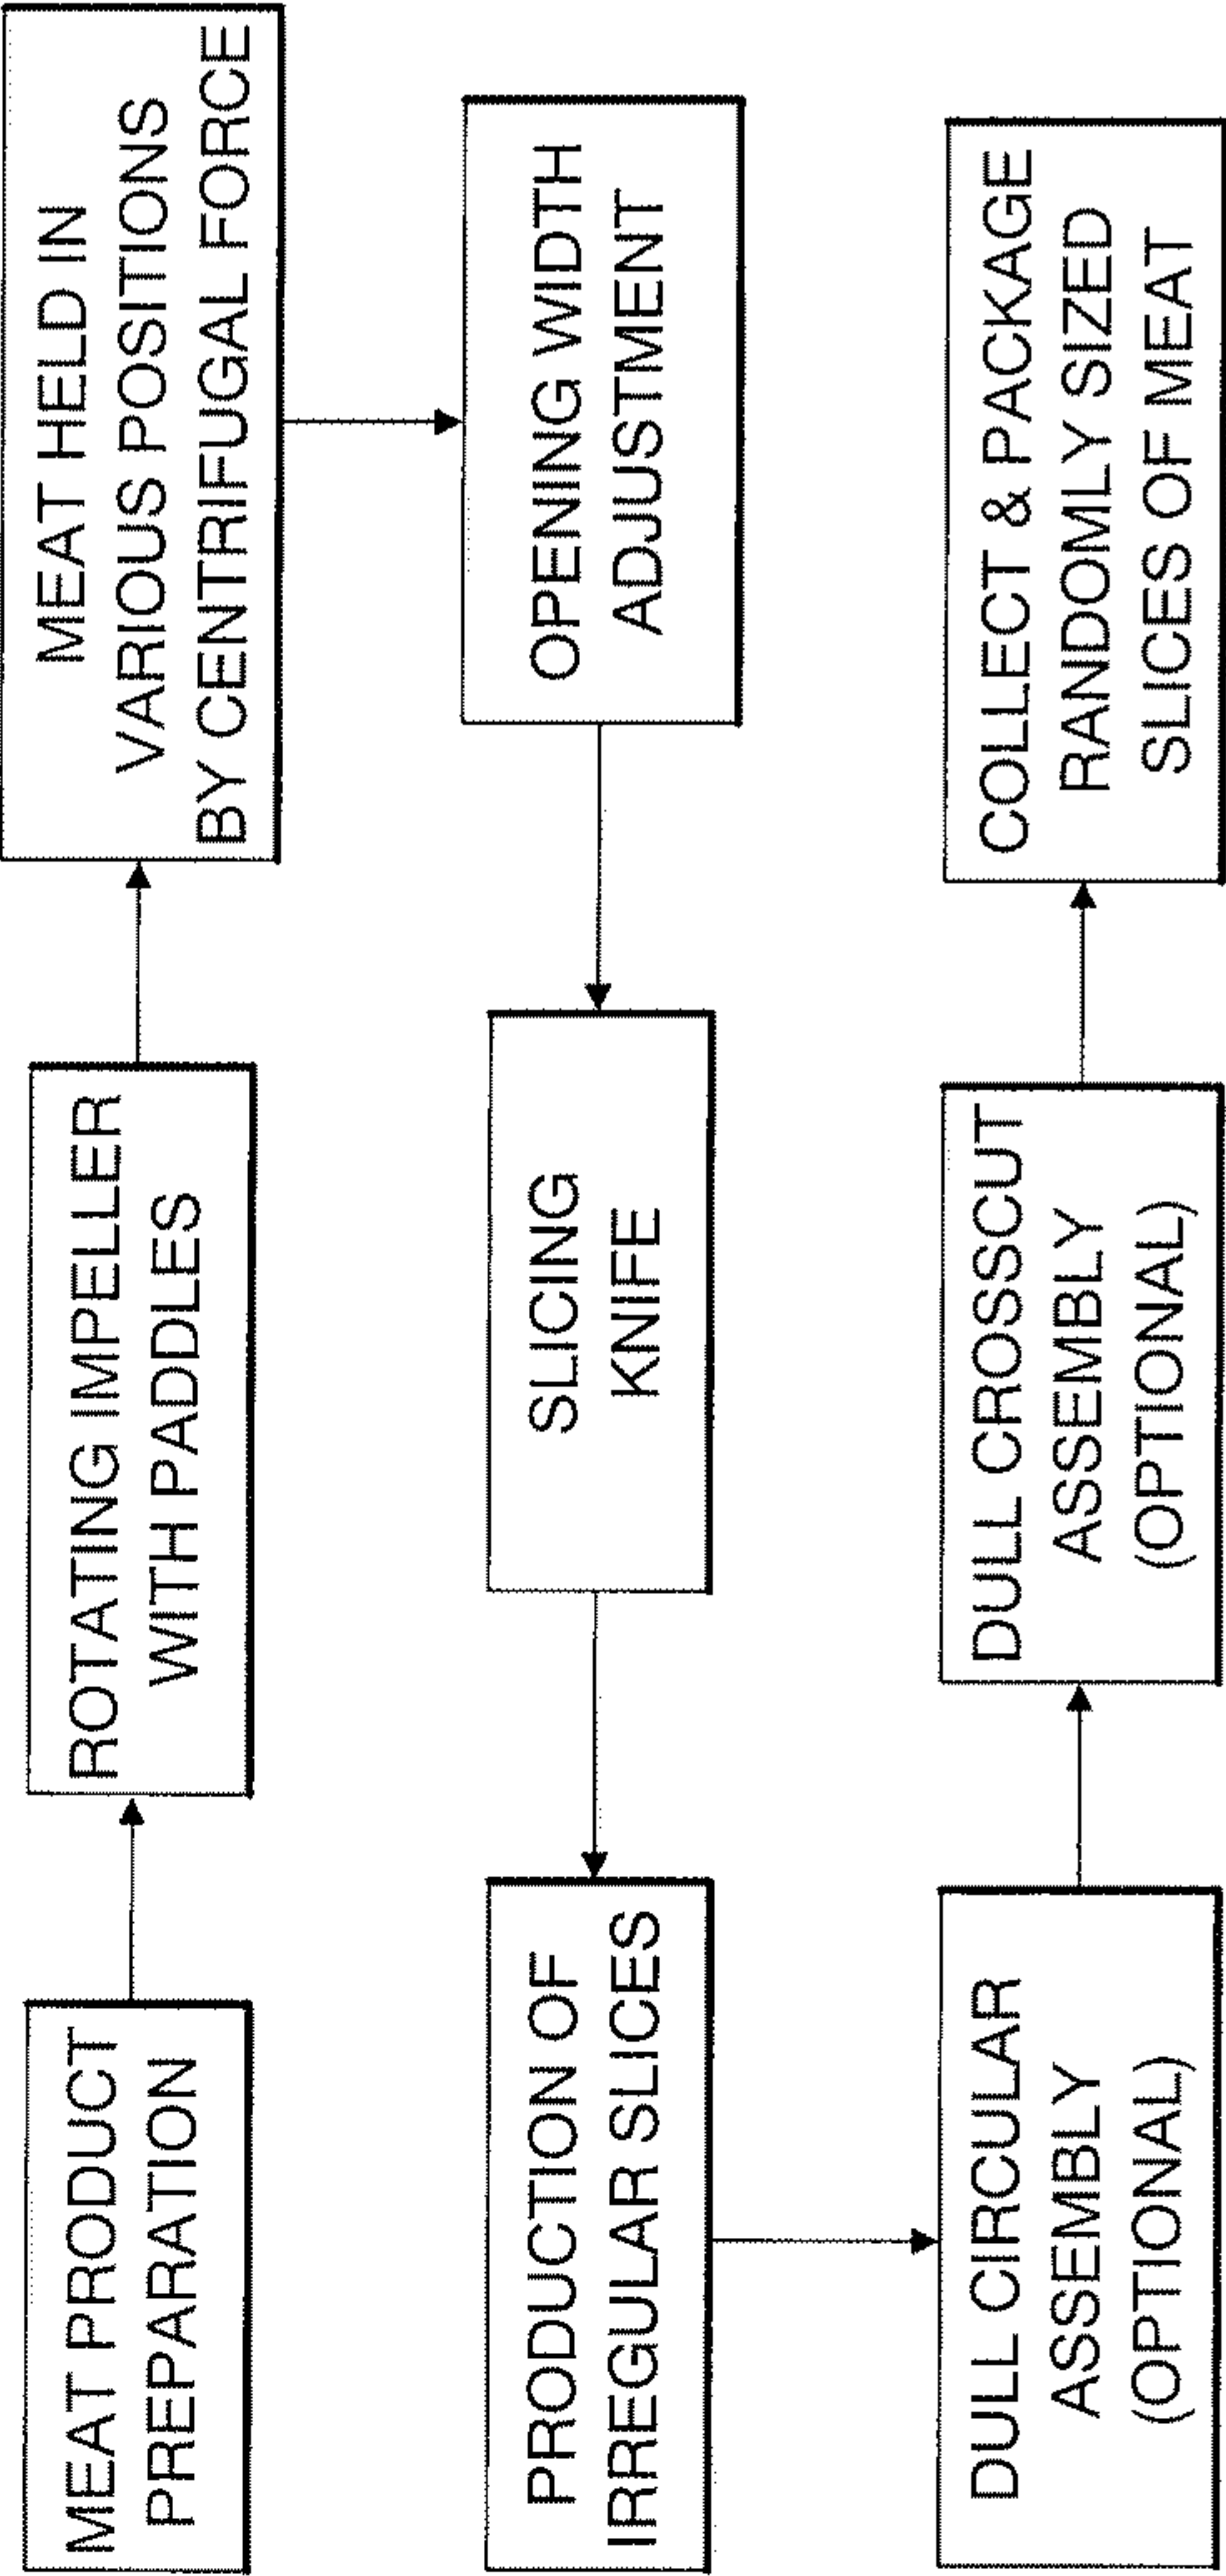 MEAT PRODUCT
PREPARATION
ROTATING IMPELLER
WITH PADDLES
MEAT HELD IN
VARIOUS POSITIONS
BY CENTRIFUGAL FORCE
OPENING WIDTH
ADJUSTMENT
SLICING
KNIFE
PRODUCTION OF
IRREGULAR SLICES
DULL CIRCULAR
ASSEMBLY
(OPTIONAL)
DULL CROSSCUT
ASSEMBLY
(OPTIONAL)
COLLECT & PACKAGE
RANDOMLY SIZED
SLICES OF MEAT